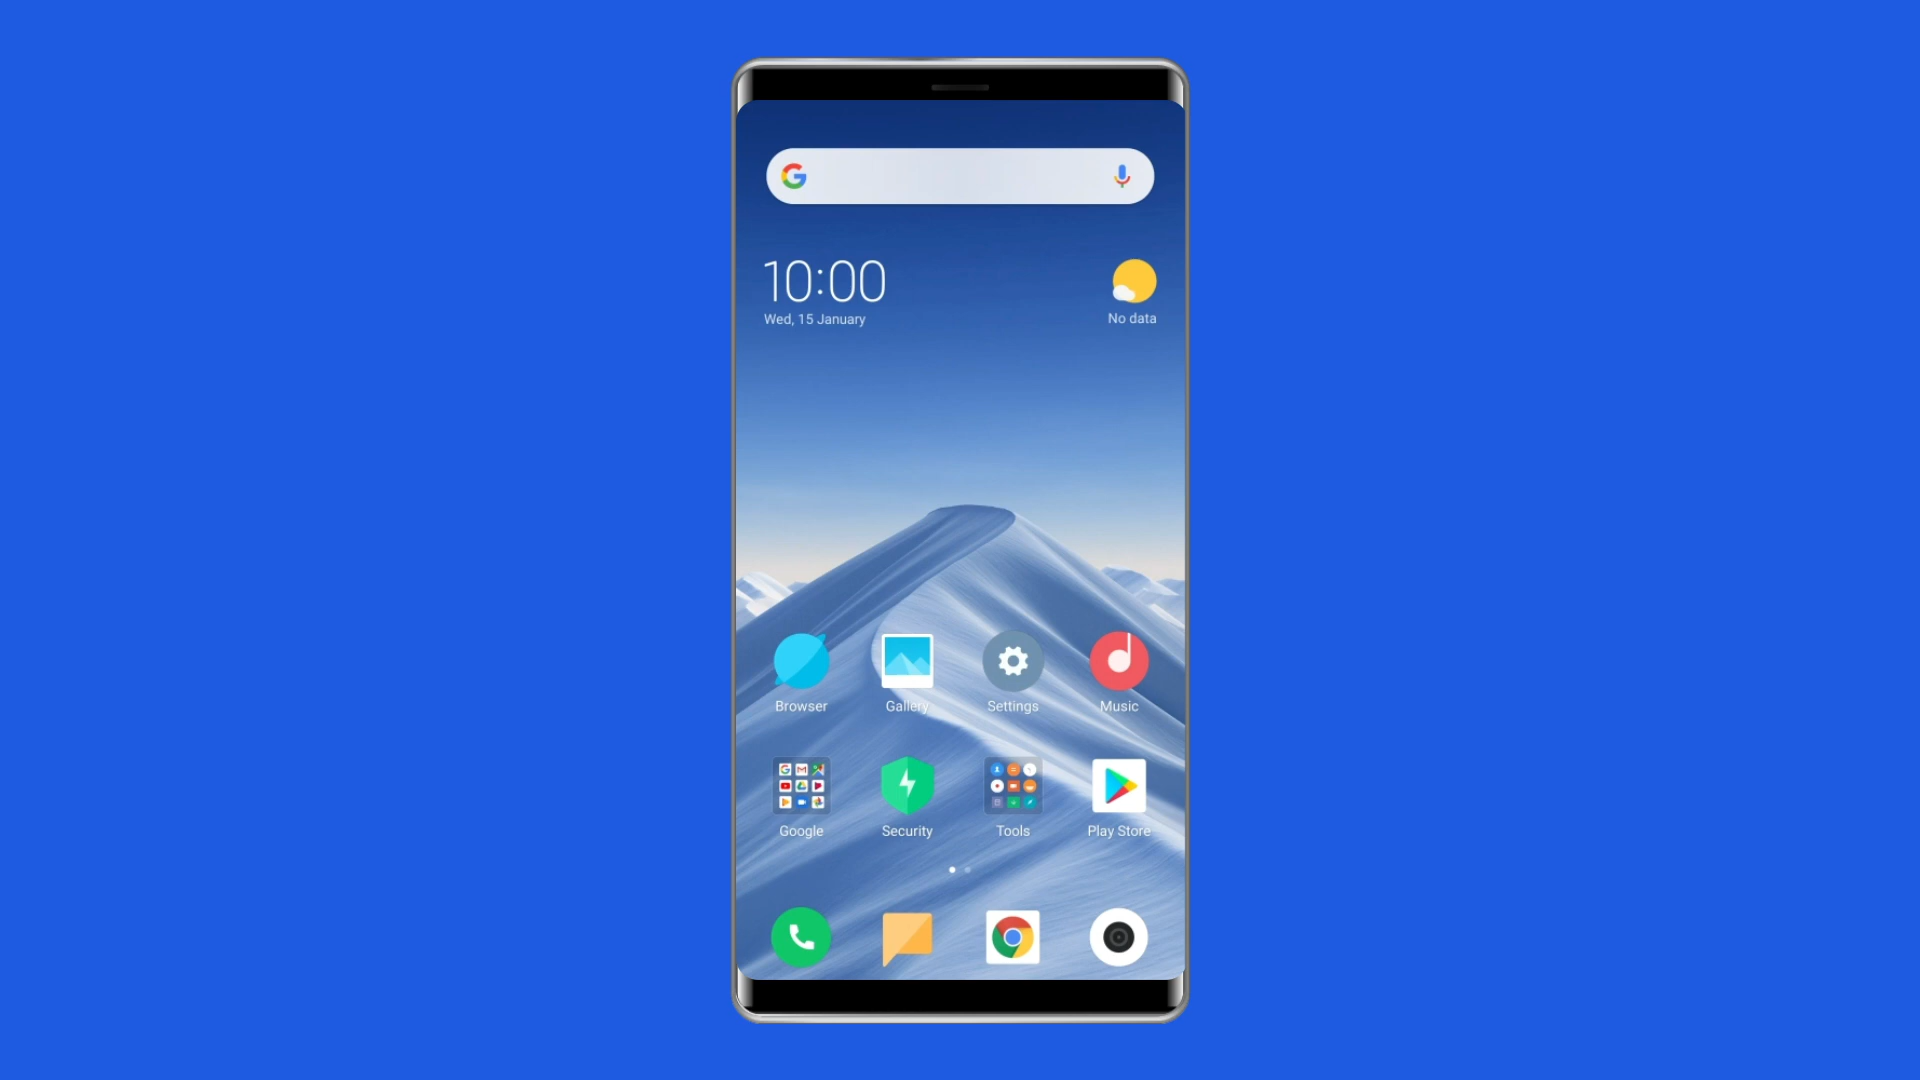 10:00
Wed, 15 January
No data
Browser
Gallery
Settings
Music
Google
Security
Tools
Play Store